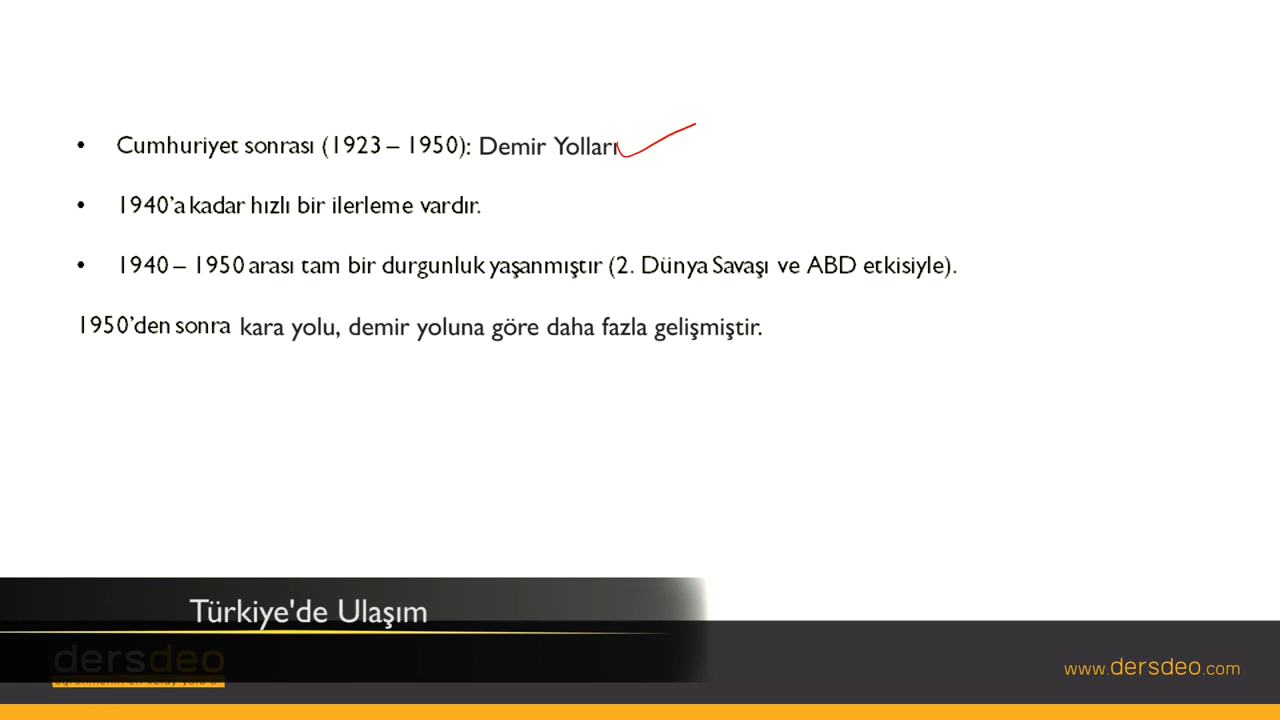 • Cumhuriyet sonrası (1923 – 1950): Demir Yolları
• 1940'a kadar hızlı bir ilerleme vardır.
• 1940 – 1950 arası tam bir durgunluk yaşanmıştır (2. Dünya Savaşı ve ABD etkisiyle).
1950'den sonra kara yolu, demir yoluna göre daha fazla gelişmiştir.
Türkiye'de Ulaşım
dersdeo
www.dersdeo.com